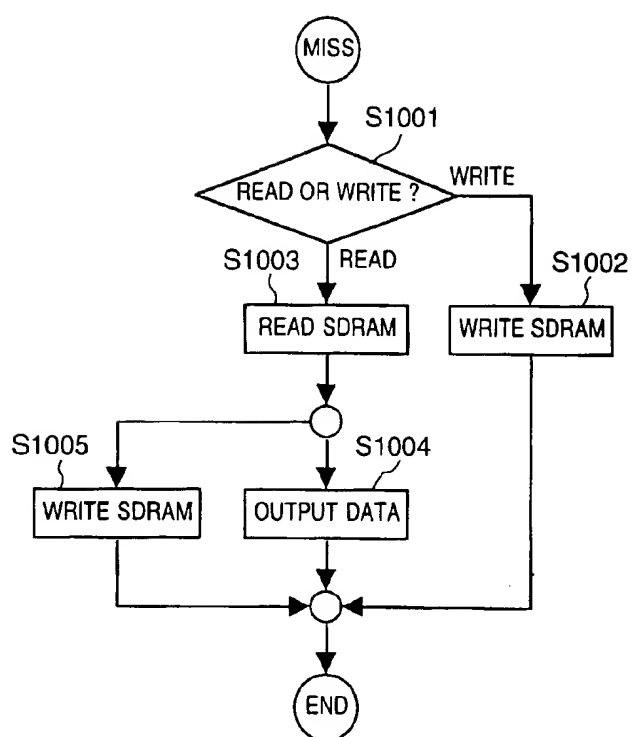 MISS
S1001
READ OR WRITE ?
WRITE
READ
S1003
READ SDRAM
S1002
WRITE SDRAM
S1005
WRITE SDRAM
S1004
OUTPUT DATA
END